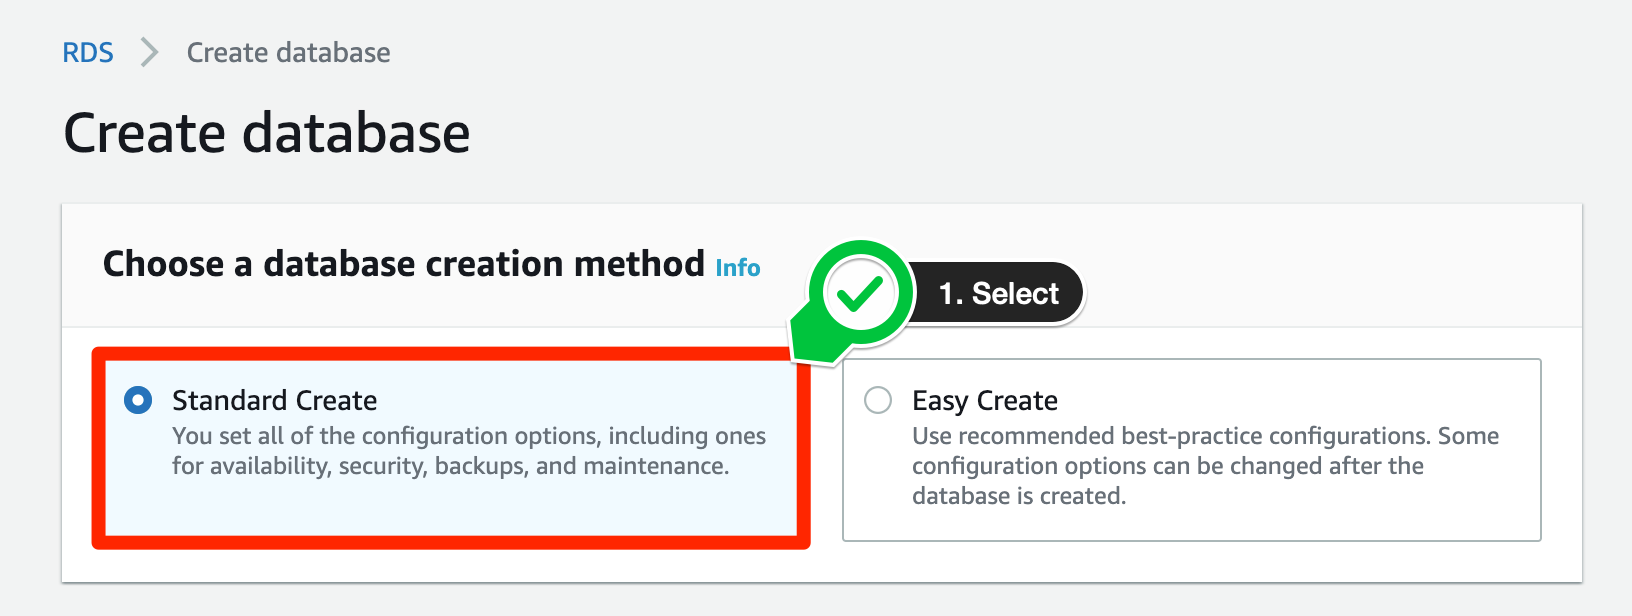 RDS > Create database
Create database
Choose a database creation method Info
1. Select
Standard Create
You set all of the configuration options, including ones
for availability, security, backups, and maintenance.
Easy Create
Use recommended best-practice configurations. Some
configuration options can be changed after the
database is created.